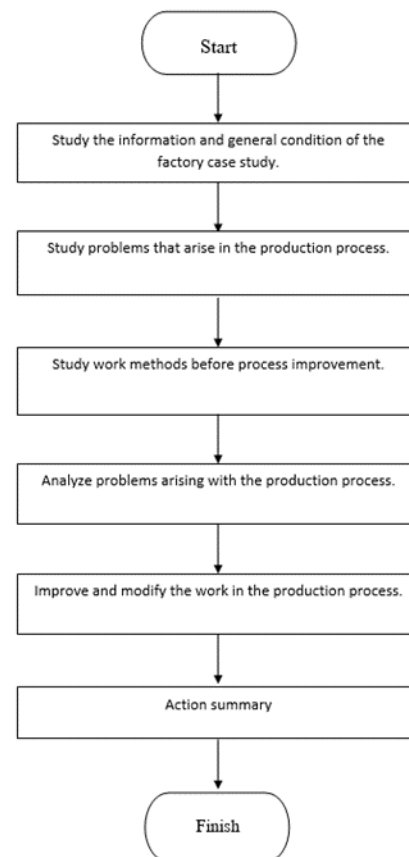 Start
Study the information and general condition of the
factory case study.
Study problems that arise in the production process.
Study work methods before process improvement.
Analyze problems arising with the production process.
Improve and modify the work in the production process.
Action summary
Finish